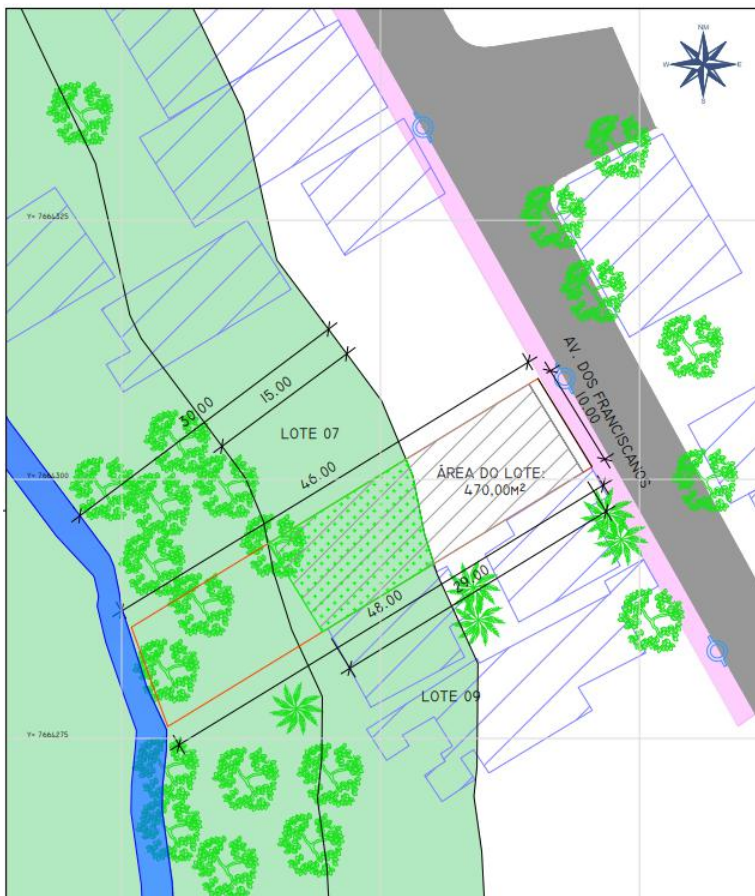 NM
W
E
S
Y= 7664325
30.00
15.00
AV. DOS FRANCISCANOS
10.00
LOTE 07
46.00
Y= 7664300
ÁREA DO LOTE:
470,00M²
29.00
48.00
LOTE 09
Y= 7664275